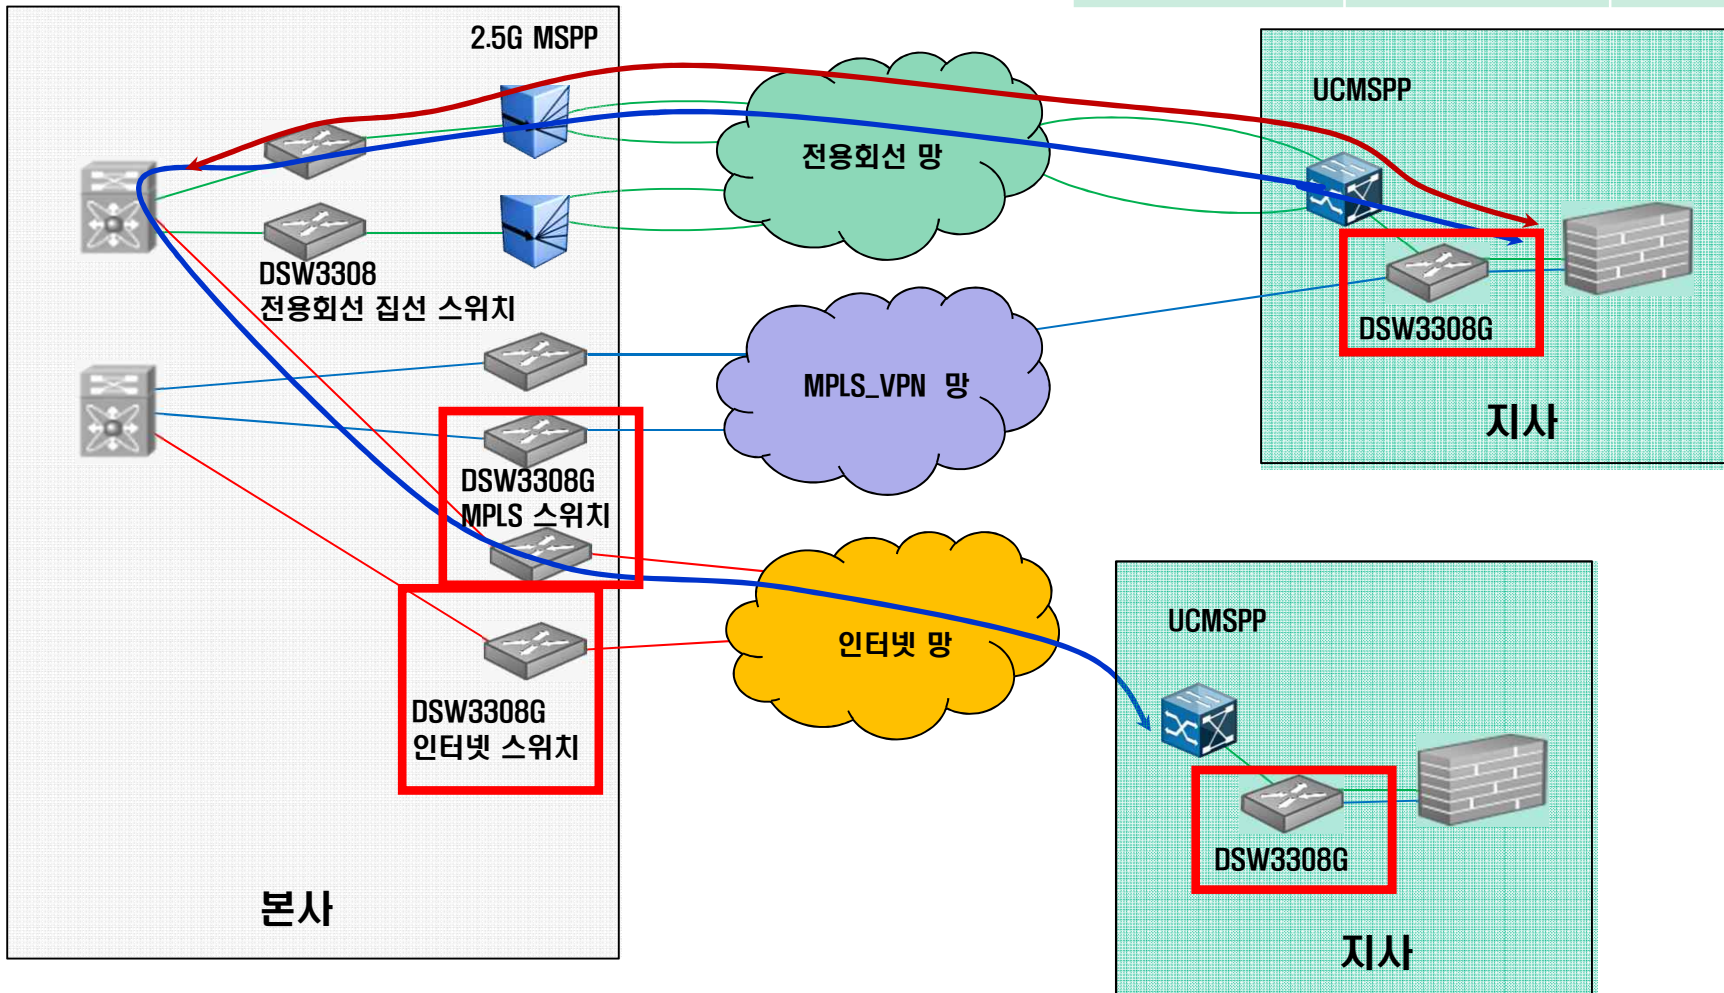 2.5G MSPP
UCMSPP
전용회선 망
DSW3308
전용회선 집선 스위치
DSW3308G
MPLS_VPN 망
지사
DSW3308G
MPLS 스위치
UCMSPP
인터넷 망
DSW3308G
인터넷 스위치
DSW3308G
본사
지사